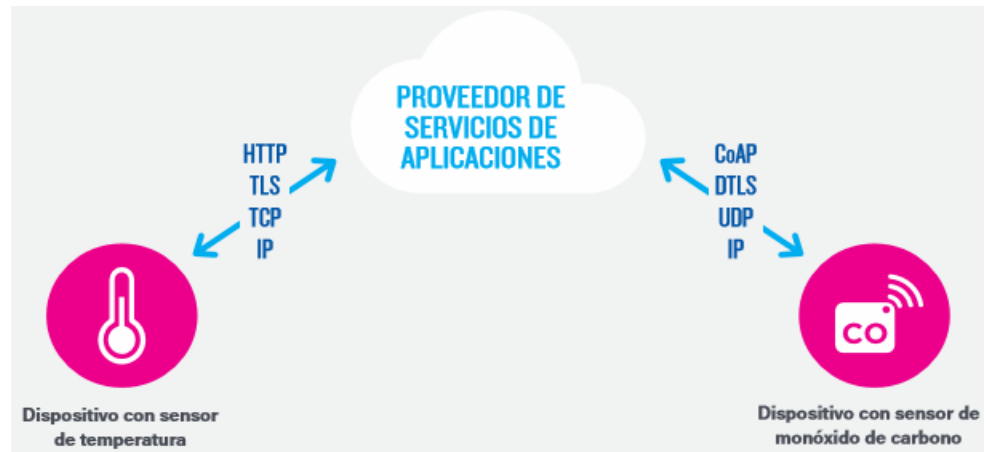 PROVEEDOR DE
SERVICIOS DE
APLICACIONES
HTTP
TLS
TCP
IP
CoAP
DTLS
UDP
IP
CO
Dispositivo con sensor
de temperatura
Dispositivo con sensor de
monóxido de carbono